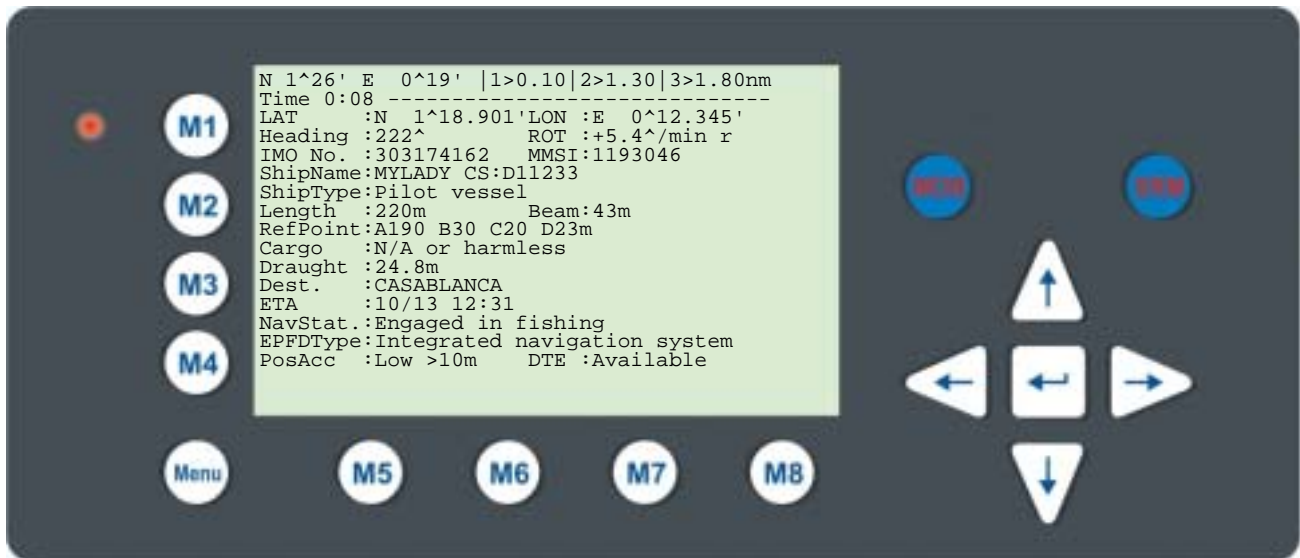 N 1^26' E  0^19' |1>0.10|2>1.30|3>1.80nm
Time 0:08 ------------------------------
LAT     :N  1^18.901'LON :E  0^12.345'
Heading :222^       ROT :+5.4^/min r
IMO No. :303174162  MMSI:1193046
ShipName:MYLADY CS:D11233
ShipType:Pilot vessel
Length  :220m       Beam:43m
RefPoint:A190 B30 C20 D23m
Cargo   :N/A or harmless
Draught :24.8m
Dest.   :CASABLANCA
ETA     :10/13 12:31
NavStat.:Engaged in fishing
EPFDType:Integrated navigation system
PosAcc  :Low >10m   DTE :Available
M1
M2
M3
M4
Menu
M5 M6 M7 M8